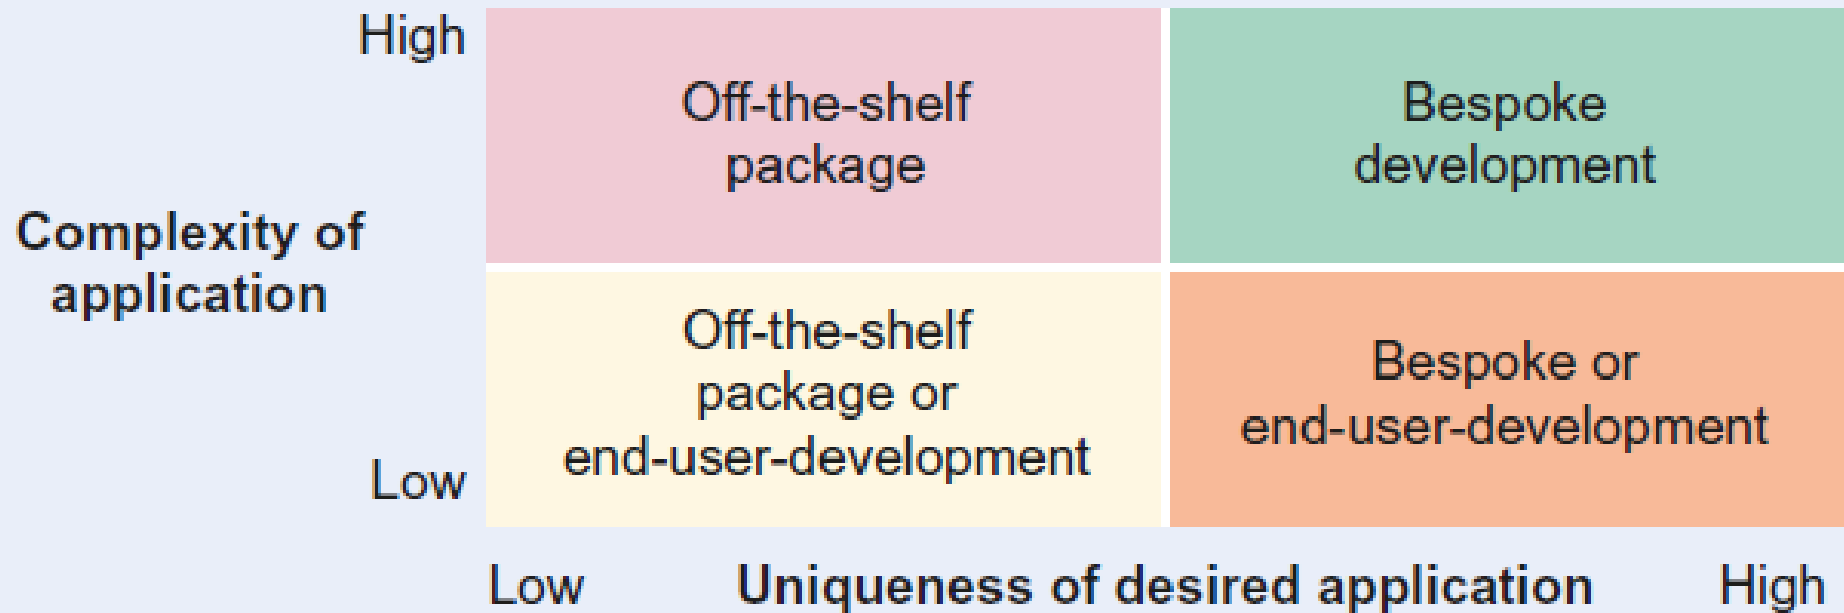 High
Off-the-shelf
package
Bespoke
development
Complexity of
application
Off-the-shelf
package or
end-user-development
Bespoke or
end-user-development
Low
Low
Uniqueness of desired application
High